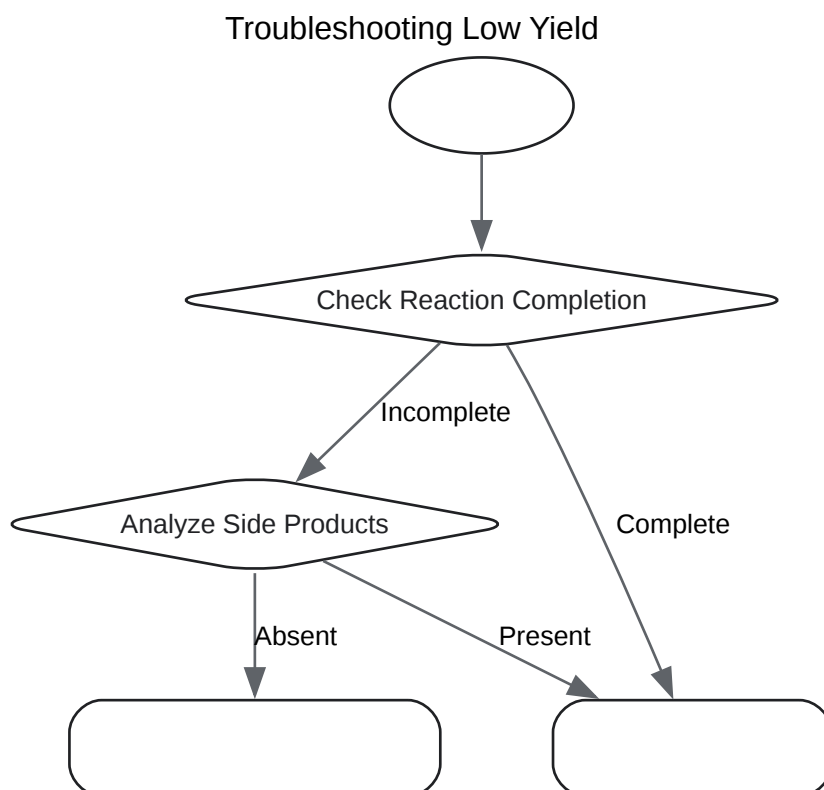 Troubleshooting Low Yield
Check Reaction Completion
Incomplete
Analyze Side Products
Complete
Absent
Present